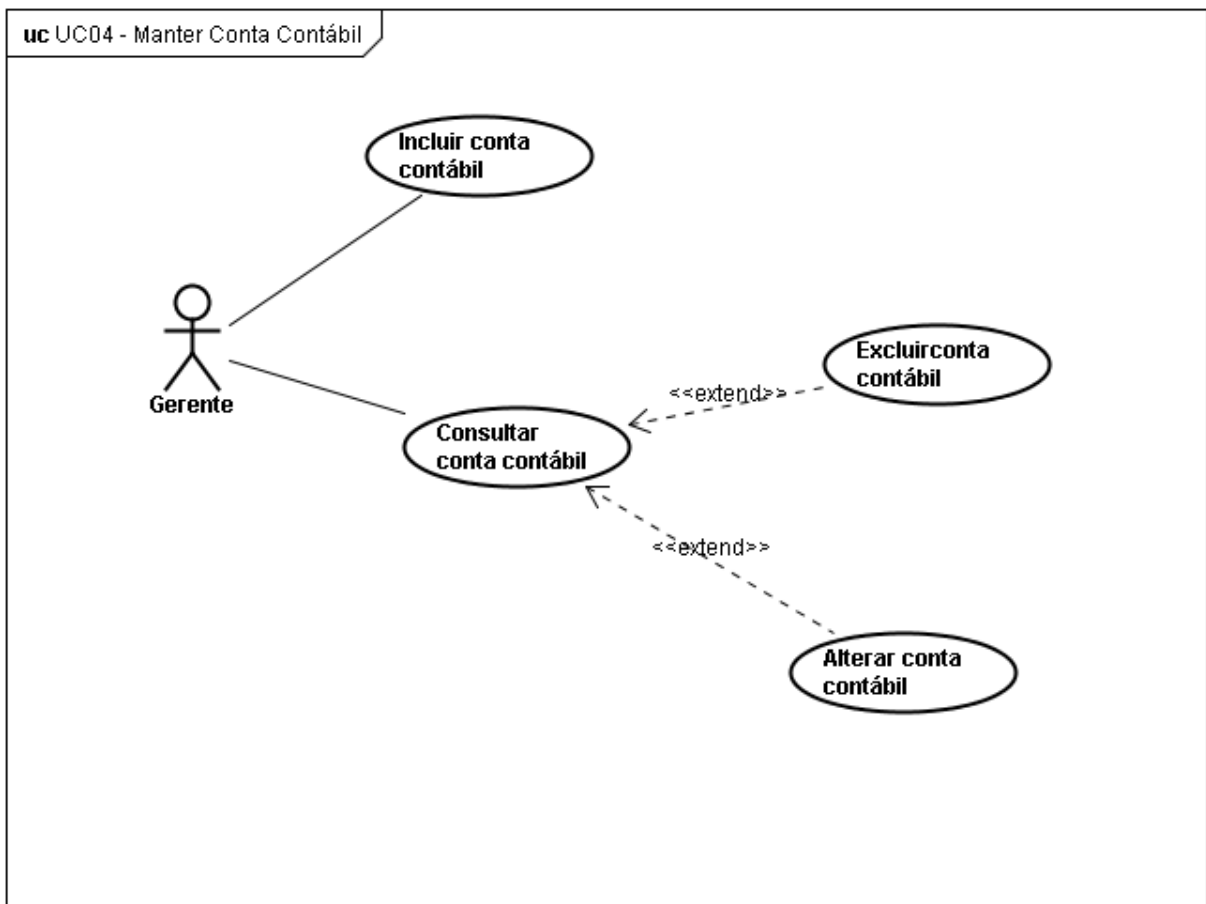 uc UC04 - Manter Conta Contábil
Incluir conta
contábil
Gerente
Excluirconta
contábil
<<extend>>
Consultar
conta contábil
<<extend>>
Alterar conta
contábil